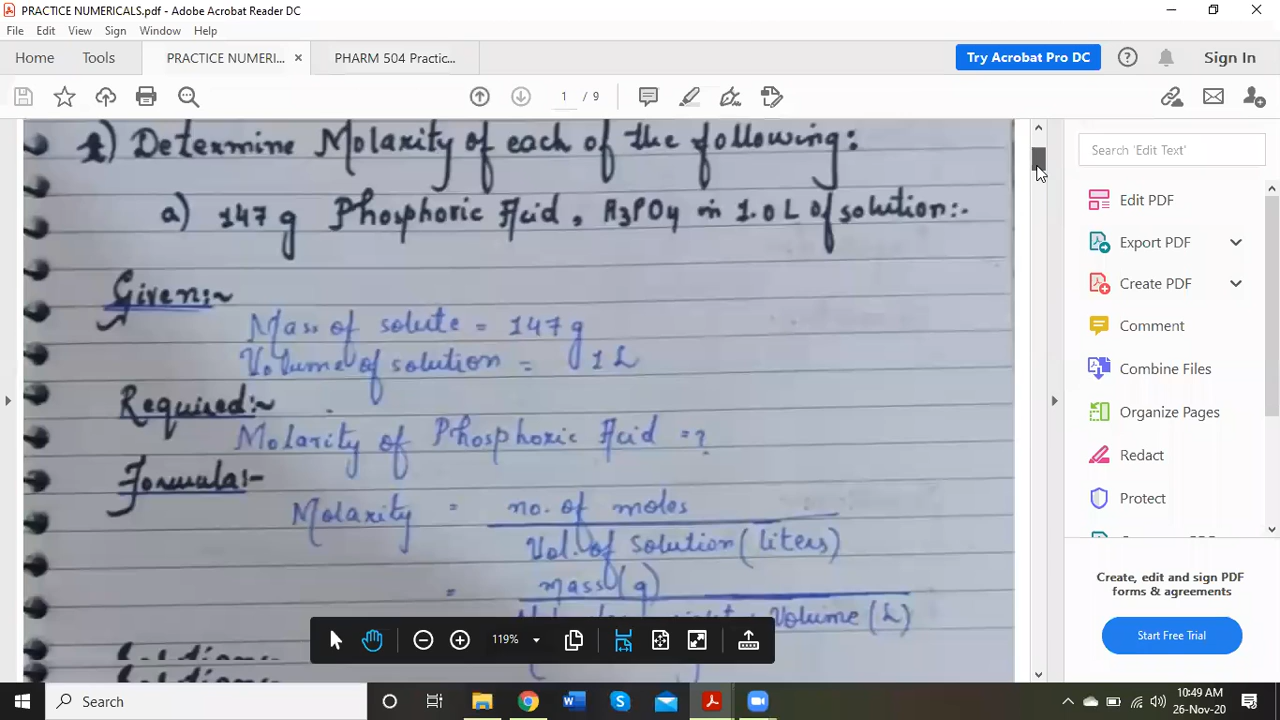 PRACTICE NUMERICALS.pdf - Adobe Acrobat Reader DC
File Edit View Sign Window Help
Home Tools PRACTICE NUMERI... × PHARM 504 Practic... Try Acrobat Pro DC Sign In
1 / 9
Search 'Edit Text'
Edit PDF
Export PDF
Create PDF
Comment
Combine Files
Organize Pages
Redact
Protect
Create, edit and sign PDF
forms & agreements
Start Free Trial
1) Determine Molarity of each of the following:
a) 147 g Phosphoric Acid, H3PO4 in 1.0 L of solution:.
Given:~
Mass of solute = 147 g
Volume of solution = 1 L
Required:~
Molarity of Phosphoric Acid = ?
Formula:-
Molarity = no. of moles
Vol. of solution (liters)
= mass (g)
Volume (L)
119%
Search
10:49 AM
26-Nov-20